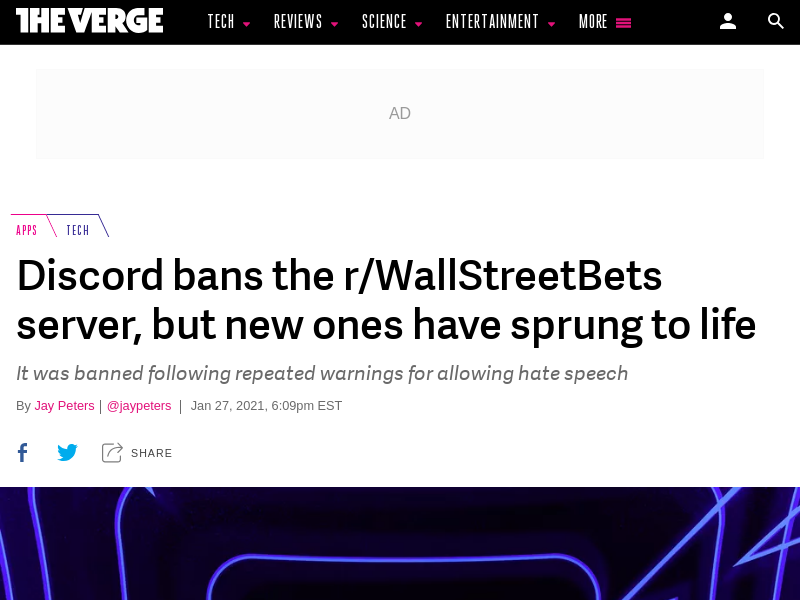 THE VERGE TECH REVIEWS SCIENCE ENTERTAINMENT MORE
AD
APPS TECH
Discord bans the r/WallStreetBets
server, but new ones have sprung to life
It was banned following repeated warnings for allowing hate speech
By Jay Peters | @jaypeters | Jan 27, 2021, 6:09pm EST
SHARE